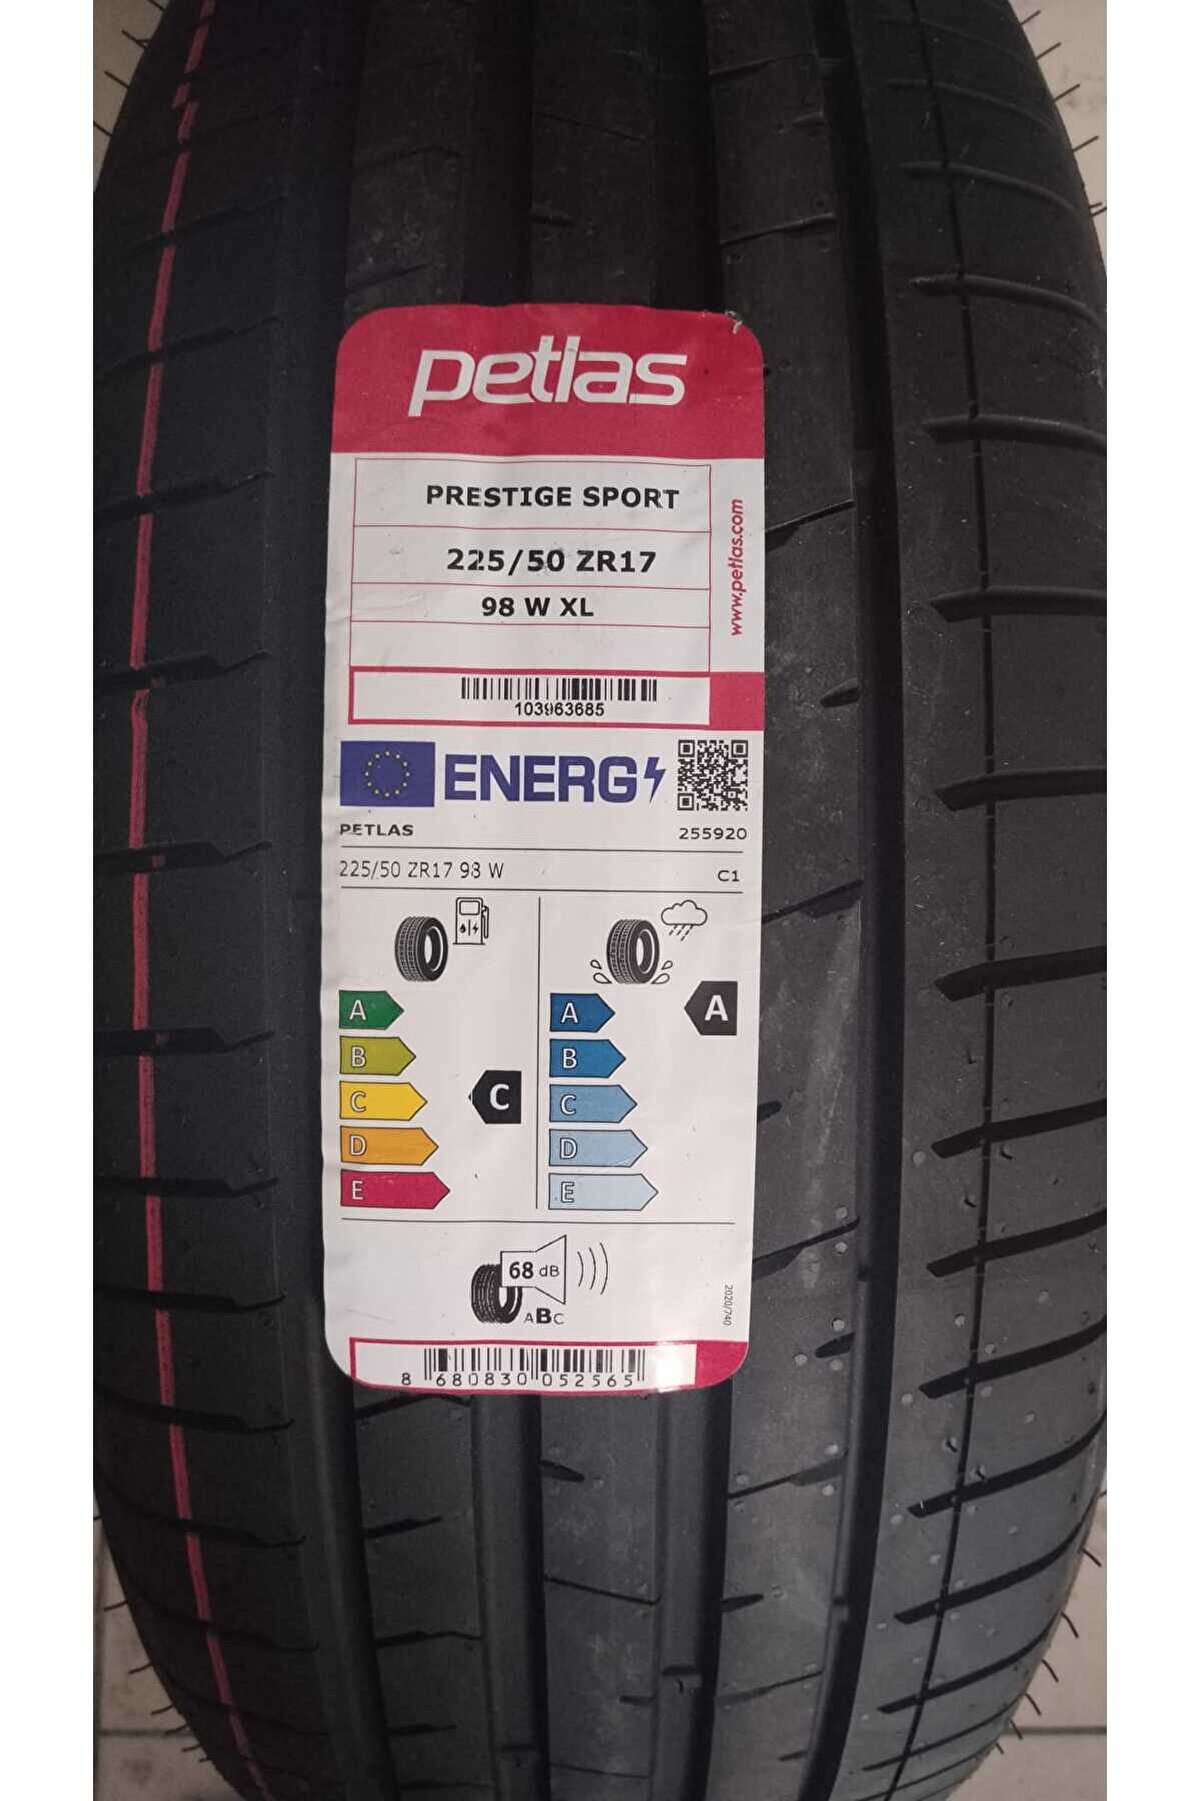 petlas
PRESTIGE SPORT
225/50 ZR17
98 W XL
www.petlas.com
103963685
ENERG
PETLAS
255920
225/50 ZR17 98 W
C1
A
A
A
B
B
C
C
C
D
D
E
E
68 dB
ABC
2020/740
8 680830 052565